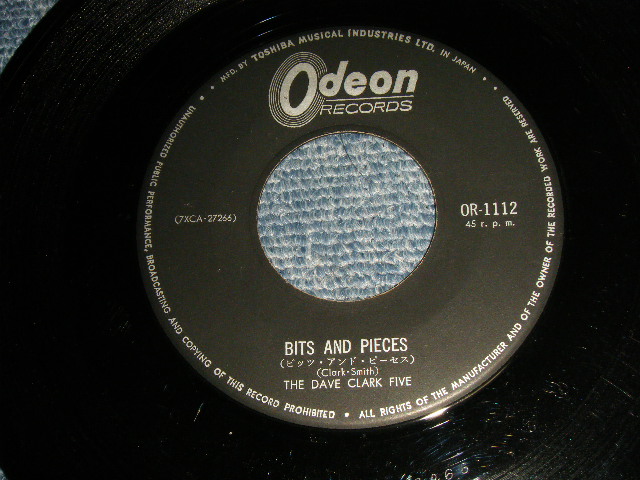 MFD. BY TOSHIBA MUSICAL INDUSTRIES LTD. IN JAPAN
Odeon
RECORDS
(7XCA-27266)
OR-1112
45 r. p. m.
BITS AND PIECES
(ビッツ・アンド・ピーセス)
(Clark-Smith)
THE DAVE CLARK FIVE
UNAUTHORIZED PUBLIC PERFORMANCE, BROADCASTING AND COPYING OF THIS RECORD PROHIBITED • ALL RIGHTS OF THE MANUFACTURER AND OF THE OWNER OF THE RECORDED WORK ARE RESERVED